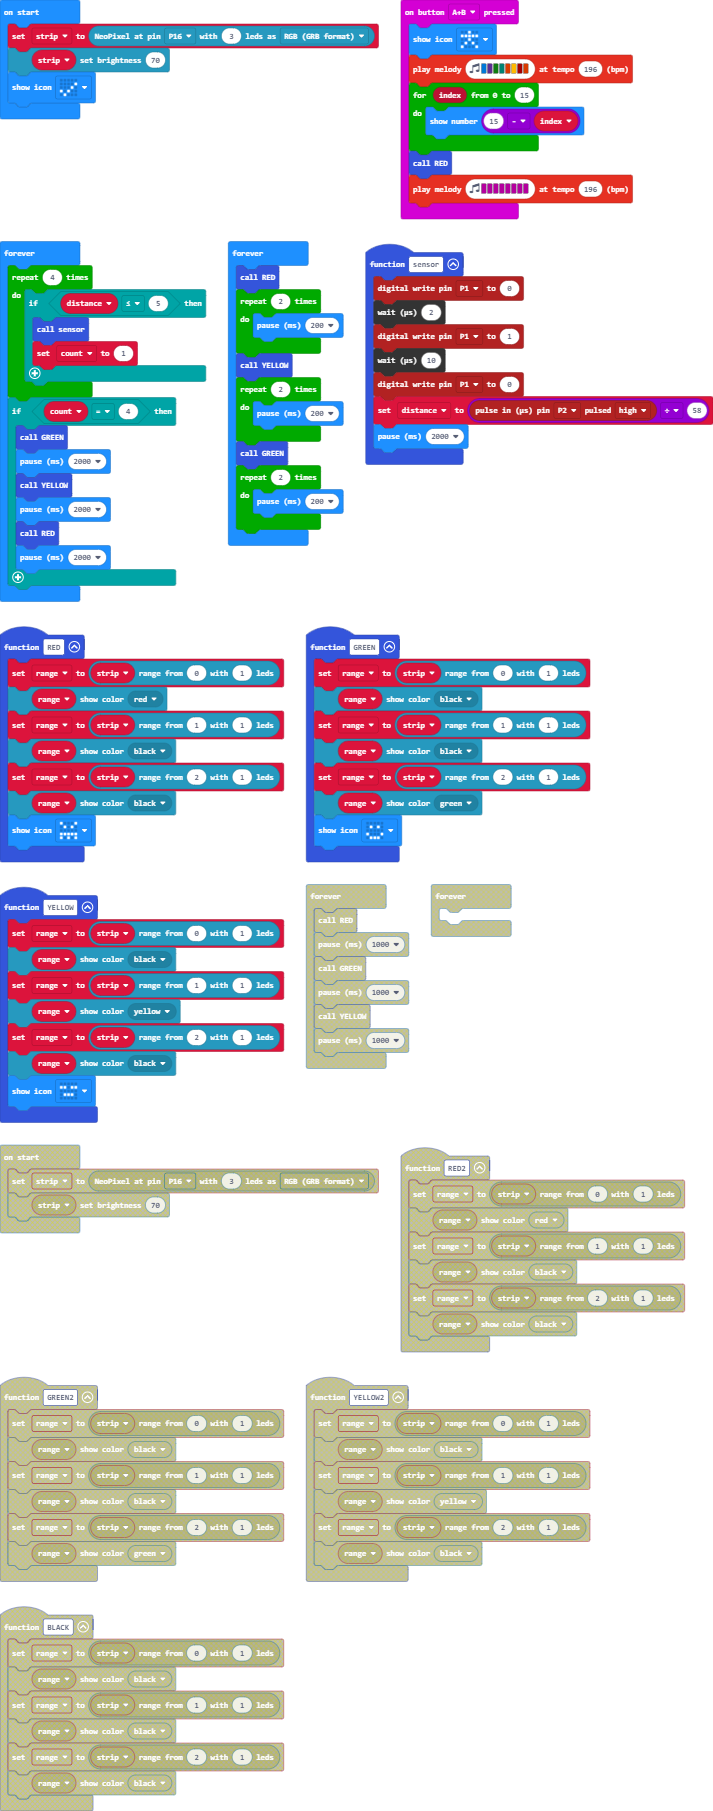 on start
set strip to NeoPixel at pin P16 with 3 leds as RGB (GRB format)
strip set brightness 70
show icon
on button A+B pressed
show icon
play melody at tempo 196 (bpm)
for index from 0 to 15
do
show number 15 - index
call RED
play melody at tempo 196 (bpm)
forever
repeat 4 times
do
if distance ≤ 5 then
call sensor
set count to 1
if count = 4 then
call GREEN
pause (ms) 2000
call YELLOW
pause (ms) 2000
call RED
pause (ms) 2000
forever
call RED
repeat 2 times
do
pause (ms) 200
call YELLOW
repeat 2 times
do
pause (ms) 200
call GREEN
repeat 2 times
do
pause (ms) 200
function sensor
digital write pin P1 to 0
wait (µs) 2
digital write pin P1 to 1
wait (µs) 10
digital write pin P1 to 0
set distance to pulse in (µs) pin P2 pulsed high ÷ 58
pause (ms) 2000
function RED
set range to strip range from 0 with 1 leds
range show color red
set range to strip range from 1 with 1 leds
range show color black
set range to strip range from 2 with 1 leds
range show color black
show icon
function GREEN
set range to strip range from 0 with 1 leds
range show color black
set range to strip range from 1 with 1 leds
range show color black
set range to strip range from 2 with 1 leds
range show color green
show icon
function YELLOW
set range to strip range from 0 with 1 leds
range show color black
set range to strip range from 1 with 1 leds
range show color yellow
set range to strip range from 2 with 1 leds
range show color black
show icon
forever
call RED
pause (ms) 1000
call GREEN
pause (ms) 1000
call YELLOW
pause (ms) 1000
forever
on start
set strip to NeoPixel at pin P16 with 3 leds as RGB (GRB format)
strip set brightness 70
function RED2
set range to strip range from 0 with 1 leds
range show color red
set range to strip range from 1 with 1 leds
range show color black
set range to strip range from 2 with 1 leds
range show color black
function GREEN2
set range to strip range from 0 with 1 leds
range show color black
set range to strip range from 1 with 1 leds
range show color black
set range to strip range from 2 with 1 leds
range show color green
function YELLOW2
set range to strip range from 0 with 1 leds
range show color black
set range to strip range from 1 with 1 leds
range show color yellow
set range to strip range from 2 with 1 leds
range show color black
function BLACK
set range to strip range from 0 with 1 leds
range show color black
set range to strip range from 1 with 1 leds
range show color black
set range to strip range from 2 with 1 leds
range show color black